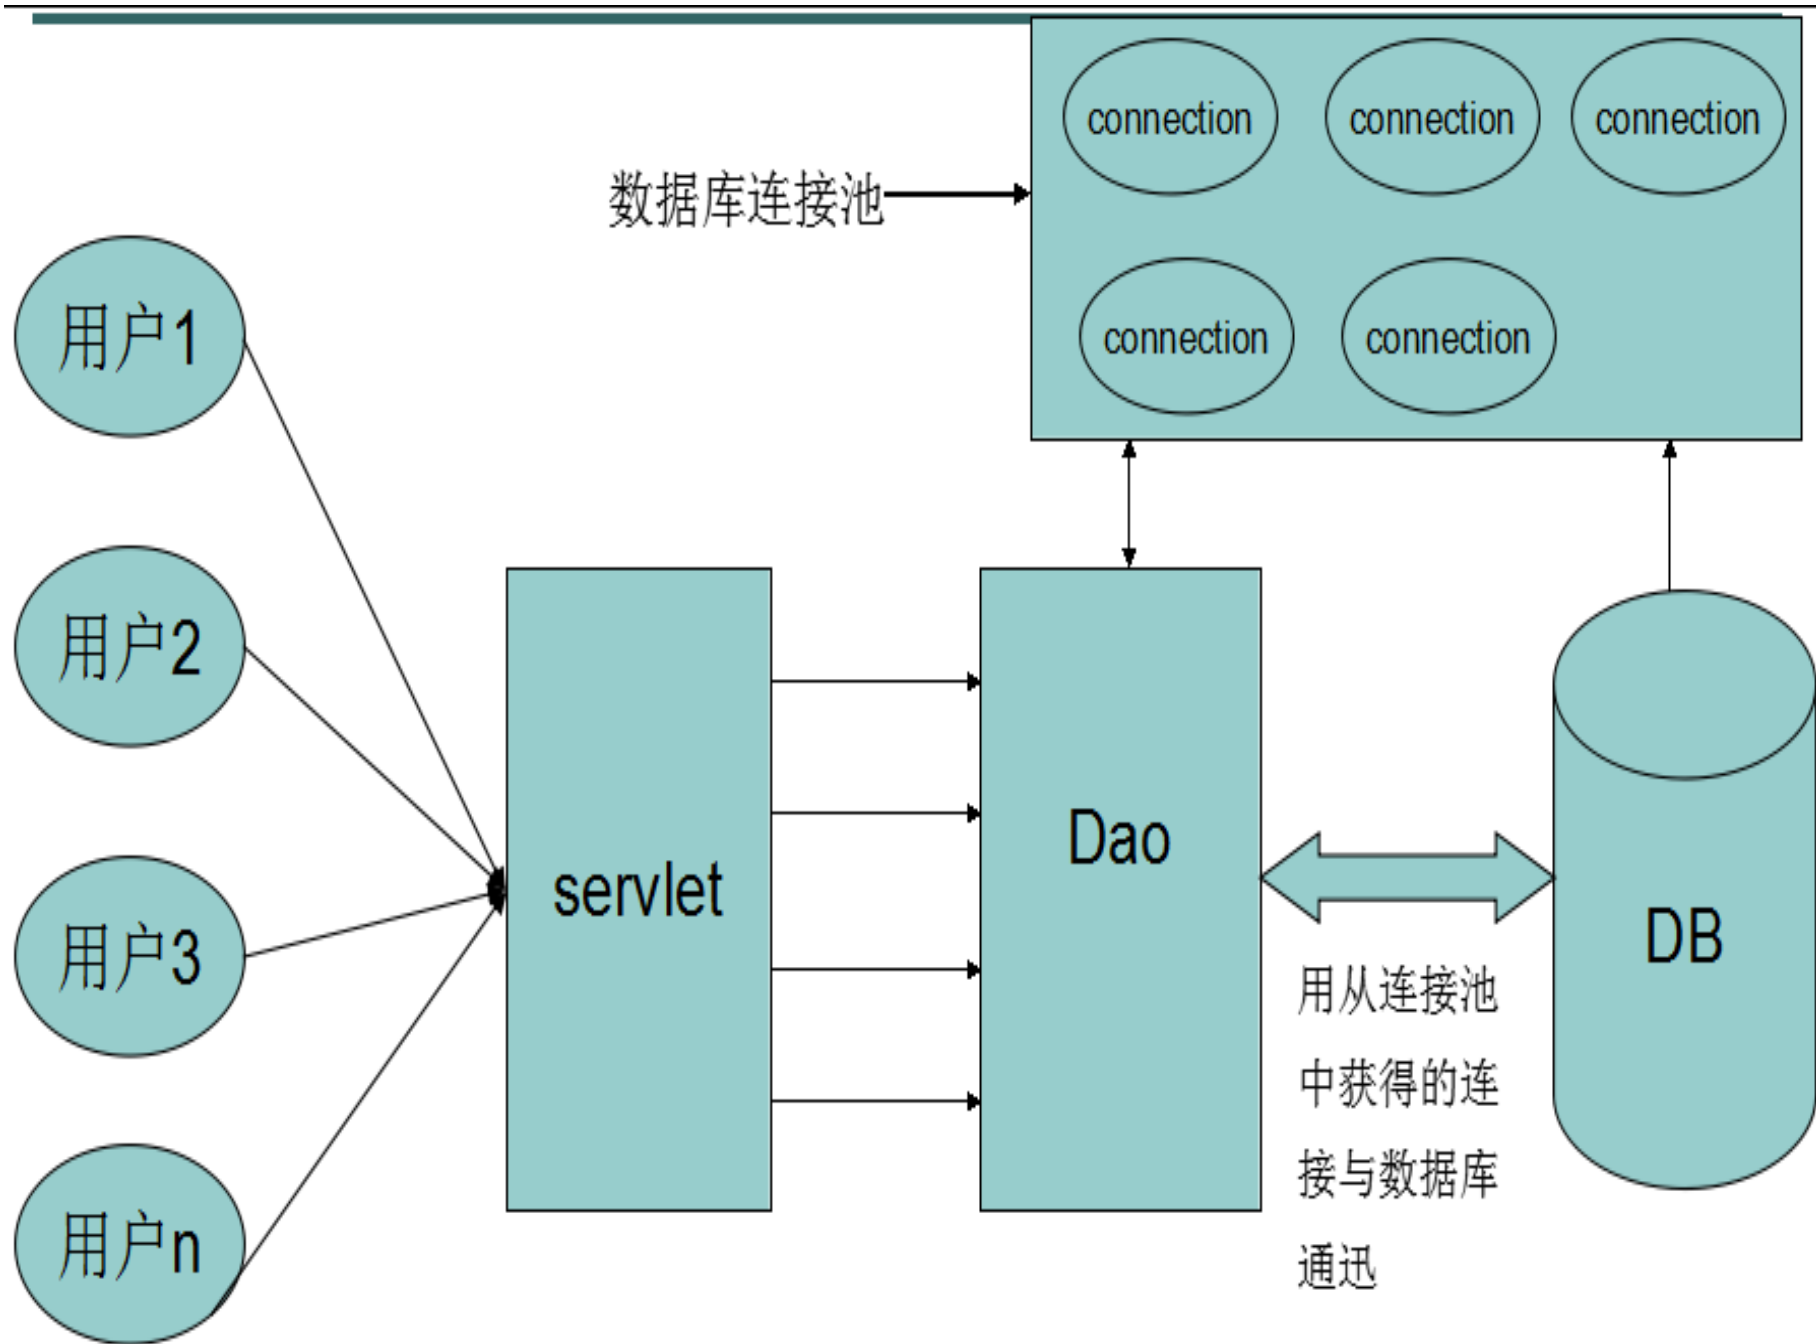 connection
connection
connection
数据库连接池
connection
connection
用户1
用户2
用户3
用户n
servlet
Dao
DB
用从连接池
中获得的连
接与数据库
通迅